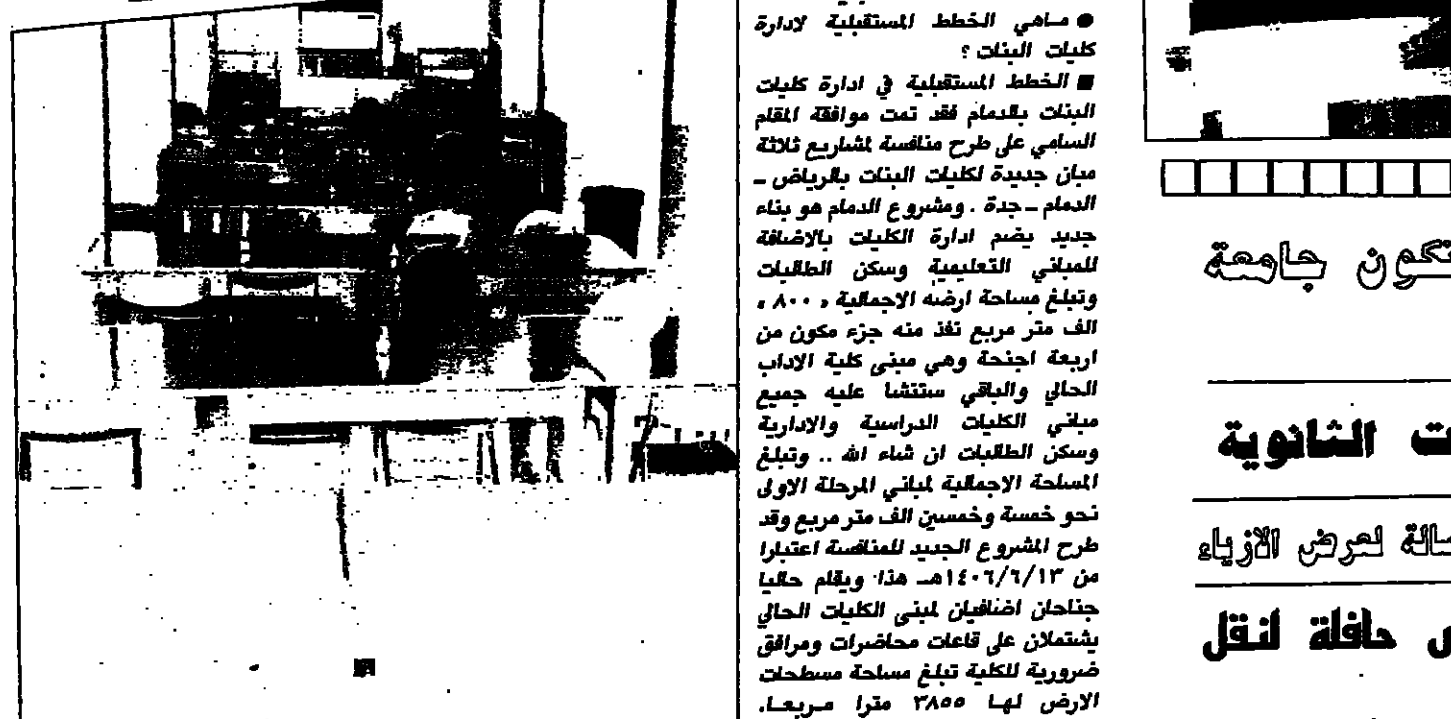 تكون جامعة
ت الثانوية
صالة لعرض الازياء
حافلة لنقل
● مـاهي الخطط المستقبلية لادارة
كليات البنات ؟
■ الخطط المستقبلية في ادارة كليات
البنات بالدمام فقد تمت موافقة المقام
السامي على طرح منافسة لمشاريع ثلاثة
مبان جديدة لكليات البنات بالرياض ـ
الدمام ـ جدة . ومشروع الدمام هو بناء
جديد يضم ادارة الكليات بالاضافة
للمباني التعليمية وسكن الطالبات
وتبلغ مساحة ارضه الاجمالية « ٨٠٠ »
الف متر مربع نفذ منه جزء مكون من
اربعة اجنحة وهي مبنى كلية الاداب
الحالي والباقي ستنشا عليه جميع
مباني الكليات الدراسية والادارية
وسكن الطالبات ان شاء الله .. وتبلغ
المساحة الاجمالية لمباني المرحلة الاولى
نحو خمسة وخمسين الف متر مربع وقد
طرح المشروع الجديد للمنافسة اعتبارا
من ١٤٠٦/٦/١٣هـ هذا ويقام حاليا
جناحان اضافيان لمبنى الكليات الحالي
يشتملان على قاعات محاضرات ومرافق
ضرورية للكلية تبلغ مساحة مسطحات
الارض لهـا ٣٨٥٥ مترا مـربعـا.